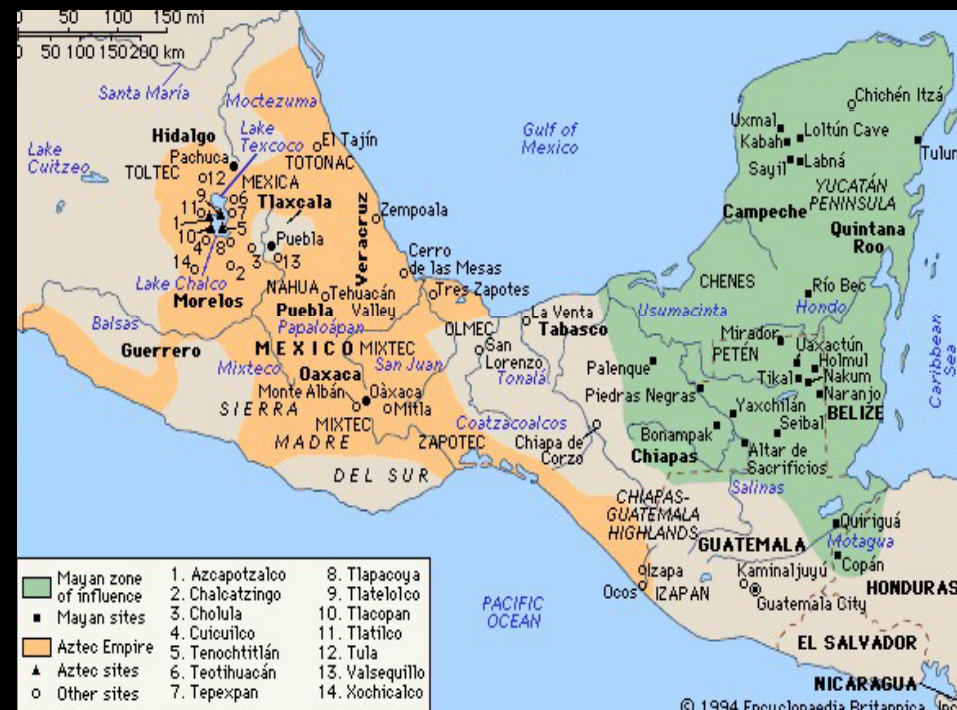 0 50 100 150 mi
0 50 100 150 200 km
Santa María
Moctezuma
Lake
Texcoco
Hidalgo
Pachuca
El Tajín
TOTONAC
Lake
Cuitzeo
TOLTEC
12
MEXICA
9
6
11
7
1
5
10
4
8
3
13
14
2
Tlaxcala
Puebla
Zempoala
Veracruz
Cerro
de las Mesas
Lake Chalco
Morelos
NAHUA
Tehuacán
Valley
Tres Zapotes
Puebla
Papaloápan
Balsas
Guerrero
MEXICO
MIXTEC
OLMEC
San
Lorenzo
La Venta
Tabasco
Mixteco
Oaxaca
San Juan
Tonalá
Monte Albán
Oàxaca
Mitla
SIERRA
MADRE
DEL SUR
MIXTEC
ZAPOTEC
Coatzacoalcos
Chiapa de
Corzo
Gulf of
Mexico
Chichén Itzá
Uxmal
Kabah
Loltún Cave
Sayil
Labná
Tulum
YUCATÁN
PENINSULA
Campeche
Quintana
Roo
CHENES
Río Bec
Hondo
Usumacinta
Mirador
PETÉN
Uaxactún
Holmul
Palenque
Tikal
Nakum
Naranjo
Piedras Negras
Yaxchilán
BELIZE
Bonampak
Seibal
Chiapas
Altar de
Sacrificios
Salinas
Caribbean
Sea
CHIAPAS-
GUATEMALA
HIGHLANDS
GUATEMALA
Quiriguá
Motagua
Copán
Izapa
Ocos
IZAPAN
Kaminaljuyú
Guatemala City
HONDURAS
EL SALVADOR
NICARAGUA
PACIFIC
OCEAN
Mayan zone
of influence
Mayan sites
Aztec Empire
Aztec sites
Other sites
1. Azcapotzalco
2. Chalcatzingo
3. Cholula
4. Cuicuilco
5. Tenochtitlán
6. Teotihuacán
7. Tepexpan
8. Tlapacoya
9. Tlatelolco
10. Tlacopan
11. Tlatilco
12. Tula
13. Valsequillo
14. Xochicalco
© 1994 Encyclopaedia Britannica, Inc